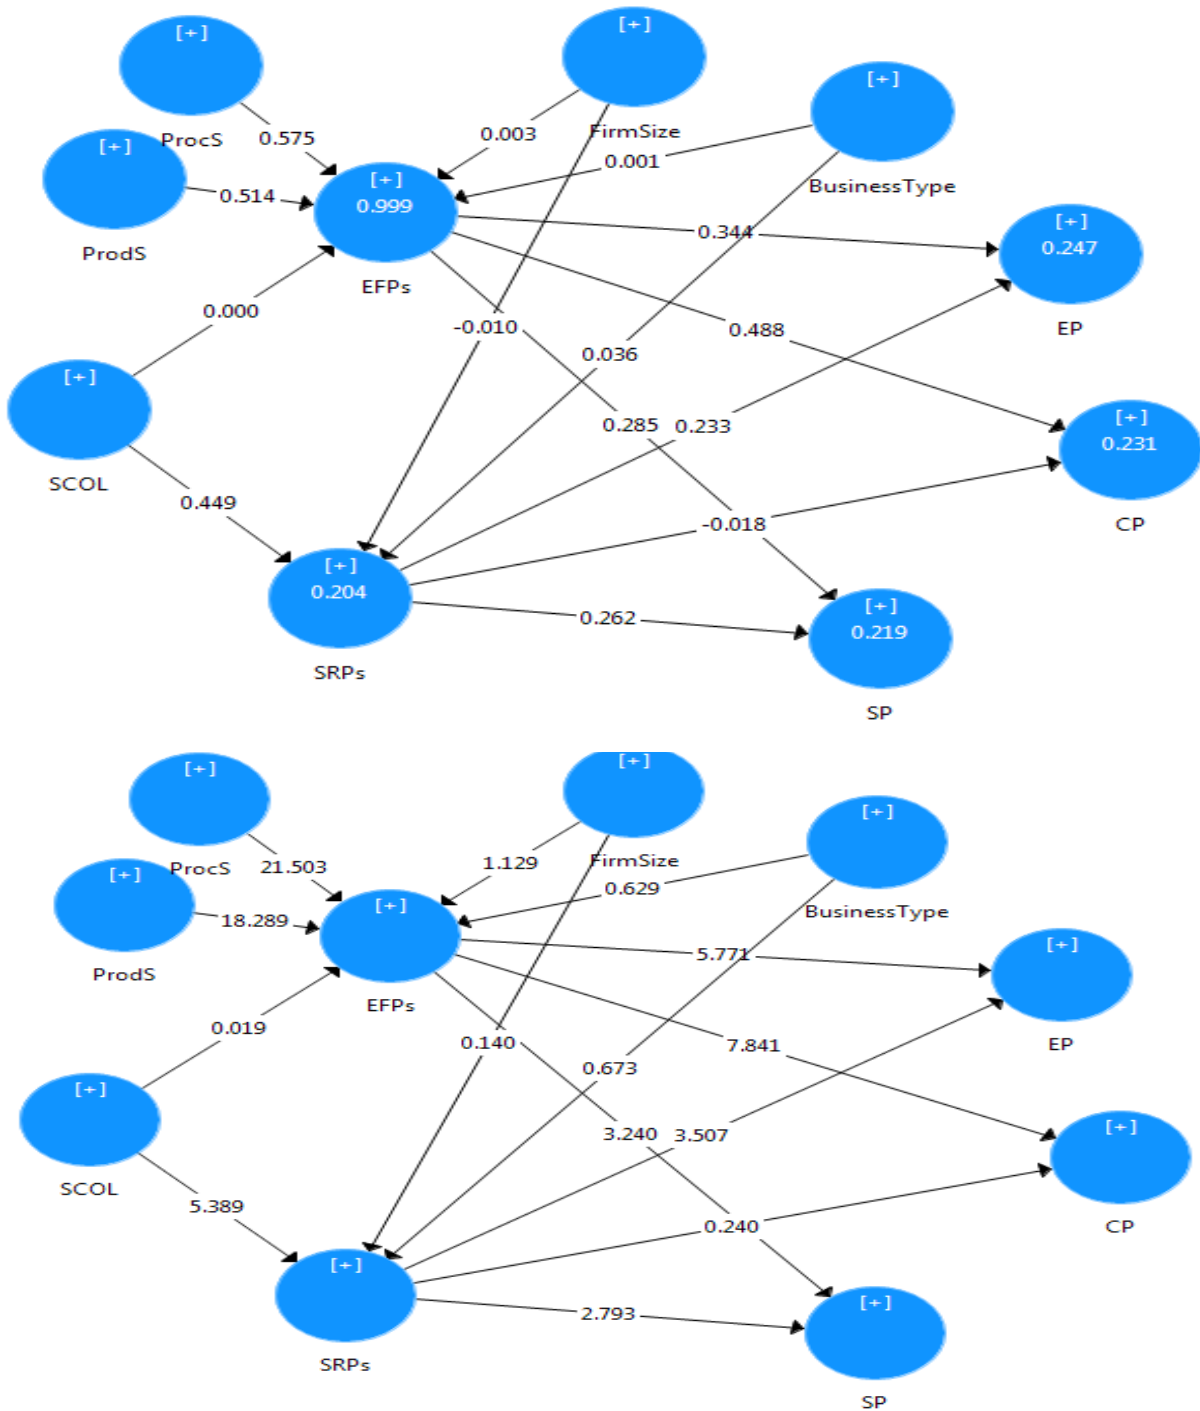 [+]
[+]
[+]
ProcS
0.575
0.003
FirmSize
[+]
0.001
0.514
[+]
0.999
BusinessType
ProdS
EFPs
0.344
[+]
0.247
EP
0.000
-0.010
0.488
0.036
[+]
SCOL
0.285
0.233
[+]
0.231
CP
0.449
-0.018
[+]
0.204
SRPs
0.262
[+]
0.219
SP
[+]
[+]
[+]
ProcS
21.503
1.129
FirmSize
[+]
0.629
18.289
[+]
BusinessType
ProdS
EFPs
5.771
[+]
EP
0.019
0.140
7.841
0.673
[+]
SCOL
3.240
3.507
[+]
CP
5.389
0.240
[+]
SRPs
2.793
[+]
SP